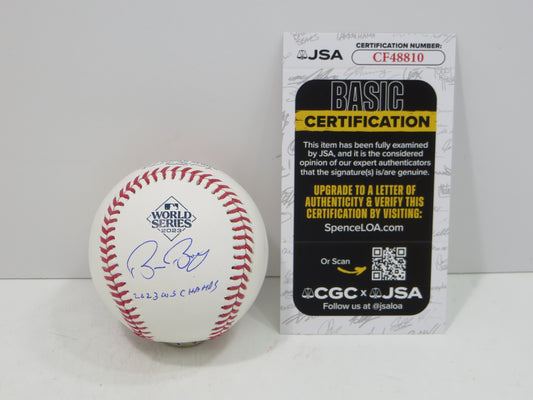 WORLD
SERIES
2023
2023 W.S CHAMPS
JSA
CERTIFICATION NUMBER:
CF48810
BASIC
CERTIFICATION
This item has been fully examined
by JSA, and it is the considered
opinion of our expert authenticators
that the signature(s) is/are genuine.
UPGRADE TO A LETTER OF
AUTHENTICITY & VERIFY THIS
CERTIFICATION BY VISITING:
SpenceLOA.com
Or Scan
CGC x JSA
Follow us @jsaloa